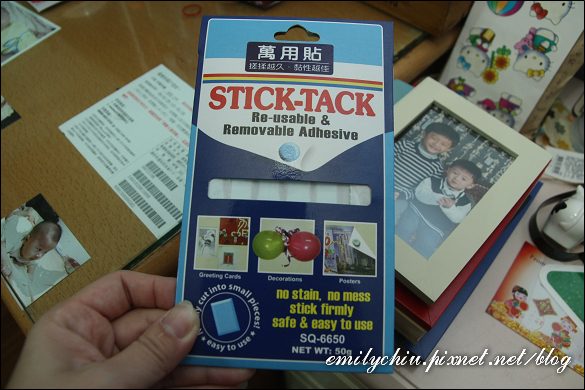 萬用貼
搓揉越久．黏性越佳
STICK-TACK
Re-usable &
Removable Adhesive
Greeting Cards
Decorations
Posters
cut into small pieces!
easy to use
no stain, no mess
stick firmly
safe & easy to use
SQ-6650
NET WT: 50g
emilychiu.pixnet.net/blog